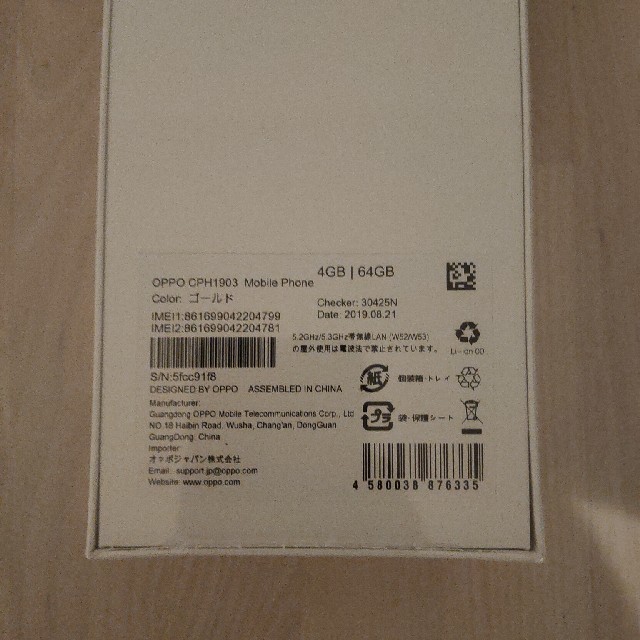 OPPO CPH1903 Mobile Phone
4GB | 64GB
Color: ゴールド
Checker: 30425N
Date: 2019.08.21
IMEI1:861699042204799
IMEI2:861699042204781
5.2GHz/5.3GHz帯無線LAN (W52/W53)
の屋外使用は電波法で禁止されています。
Li-ion 00
S/N:5fcc91f8
DESIGNED BY OPPO ASSEMBLED IN CHINA
紙 個装箱・トレイ
プラ 袋・保護シート
Manufacturer:
Guangdong OPPO Mobile Telecommunications Corp., Ltd
NO.18 Haibin Road, Wusha, Chang'an, DongGuan
GuangDong, China
Importer:
オッポジャパン株式会社
Email: support.jp@oppo.com
Website: www.oppo.com
4 580038 876335